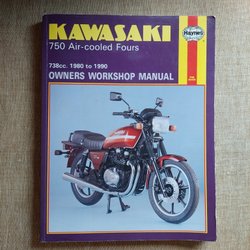 KAWASAKI
750 Air-cooled Fours
Haynes
738cc. 1980 to 1990
OWNERS WORKSHOP MANUAL